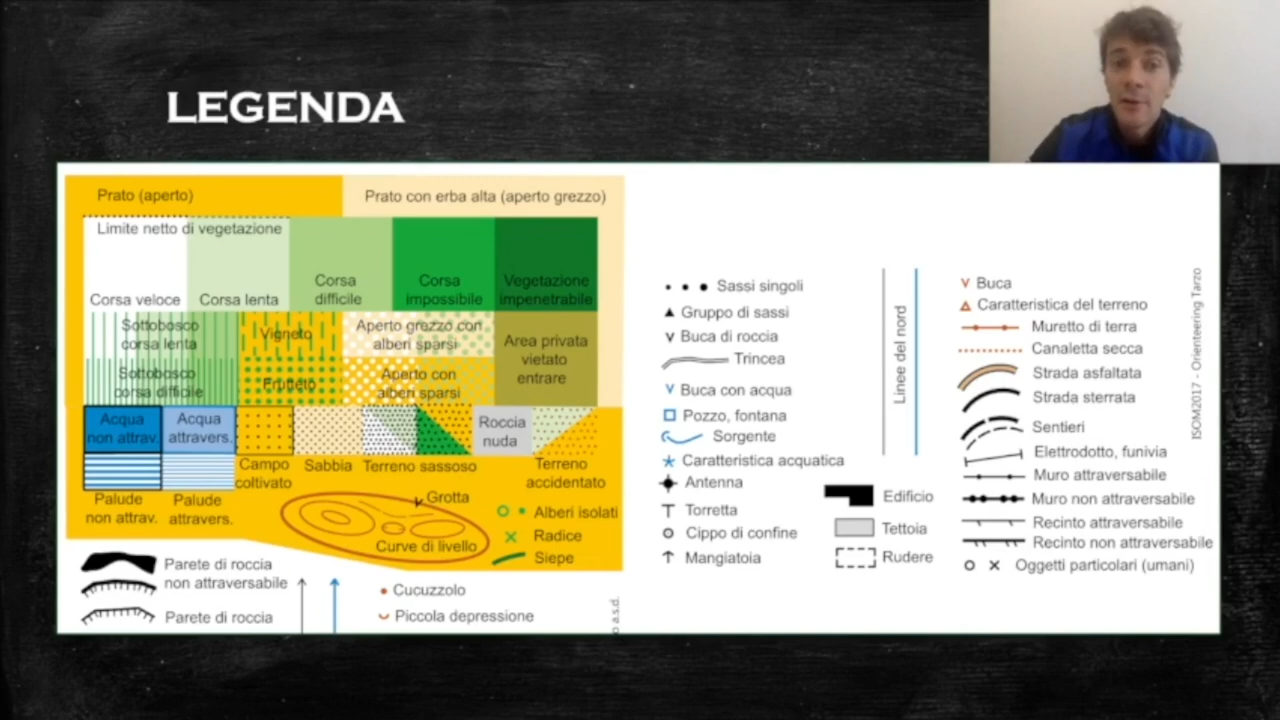 LEGENDA
Prato (aperto)
Prato con erba alta (aperto grezzo)
Limite netto di vegetazione
Corsa veloce
Corsa lenta
Corsa
difficile
Corsa
impossibile
Vegetazione
impenetrabile
Sottobosco
corsa lenta
Vigneto
Aperto grezzo con
alberi sparsi
Area privata
vietato
entrare
Sottobosco
corsa difficile
Frutteto
Aperto con
alberi sparsi
Acqua
non attrav.
Acqua
attravers.
Roccia
nuda
Campo
coltivato
Sabbia
Terreno sassoso
Terreno
accidentato
Palude
non attrav.
Palude
attravers.
Grotta
Curve di livello
Alberi isolati
Radice
Siepe
Parete di roccia
non attraversabile
Parete di roccia
Cucuzzolo
Piccola depressione
o a.s.d.
Sassi singoli
Gruppo di sassi
Buca di roccia
Trincea
Buca con acqua
Pozzo, fontana
Sorgente
Caratteristica acquatica
Antenna
Torretta
Cippo di confine
Mangiatoia
Linee del nord
Edificio
Tettoia
Rudere
Buca
Caratteristica del terreno
Muretto di terra
Canaletta secca
Strada asfaltata
Strada sterrata
Sentieri
Elettrodotto, funivia
Muro attraversabile
Muro non attraversabile
Recinto attraversabile
Recinto non attraversabile
Oggetti particolari (umani)
ISOM2017 - Orienteering Tarzo